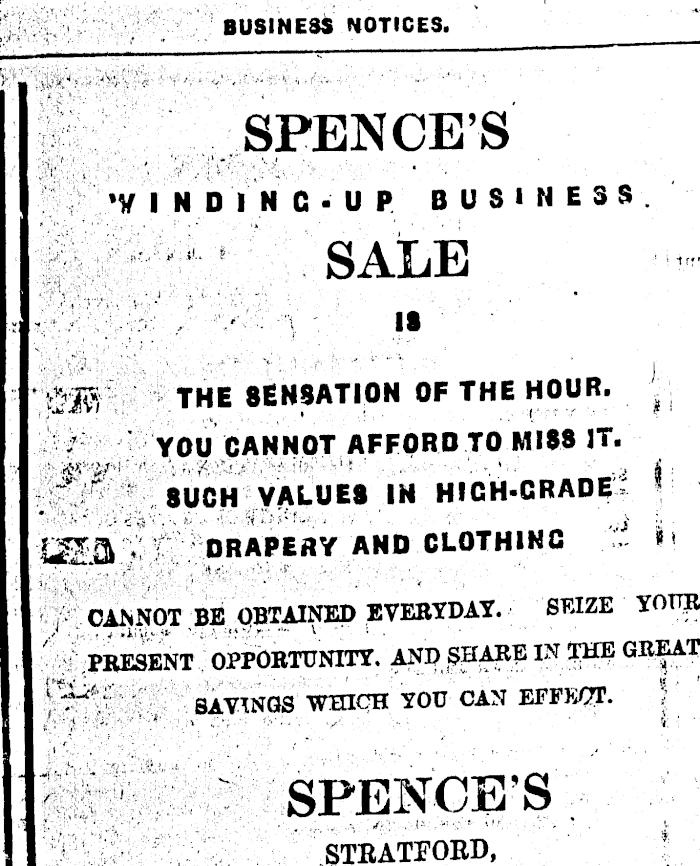 BUSINESS NOTICES.
SPENCE'S
WINDING-UP BUSINESS
SALE
IS
THE SENSATION OF THE HOUR.
YOU CANNOT AFFORD TO MISS IT.
SUCH VALUES IN HIGH-GRADE
DRAPERY AND CLOTHING
CANNOT BE OBTAINED EVERYDAY. SEIZE YOUR
PRESENT OPPORTUNITY, AND SHARE IN THE GREAT
SAVINGS WHICH YOU CAN EFFECT.
SPENCE'S
STRATFORD,